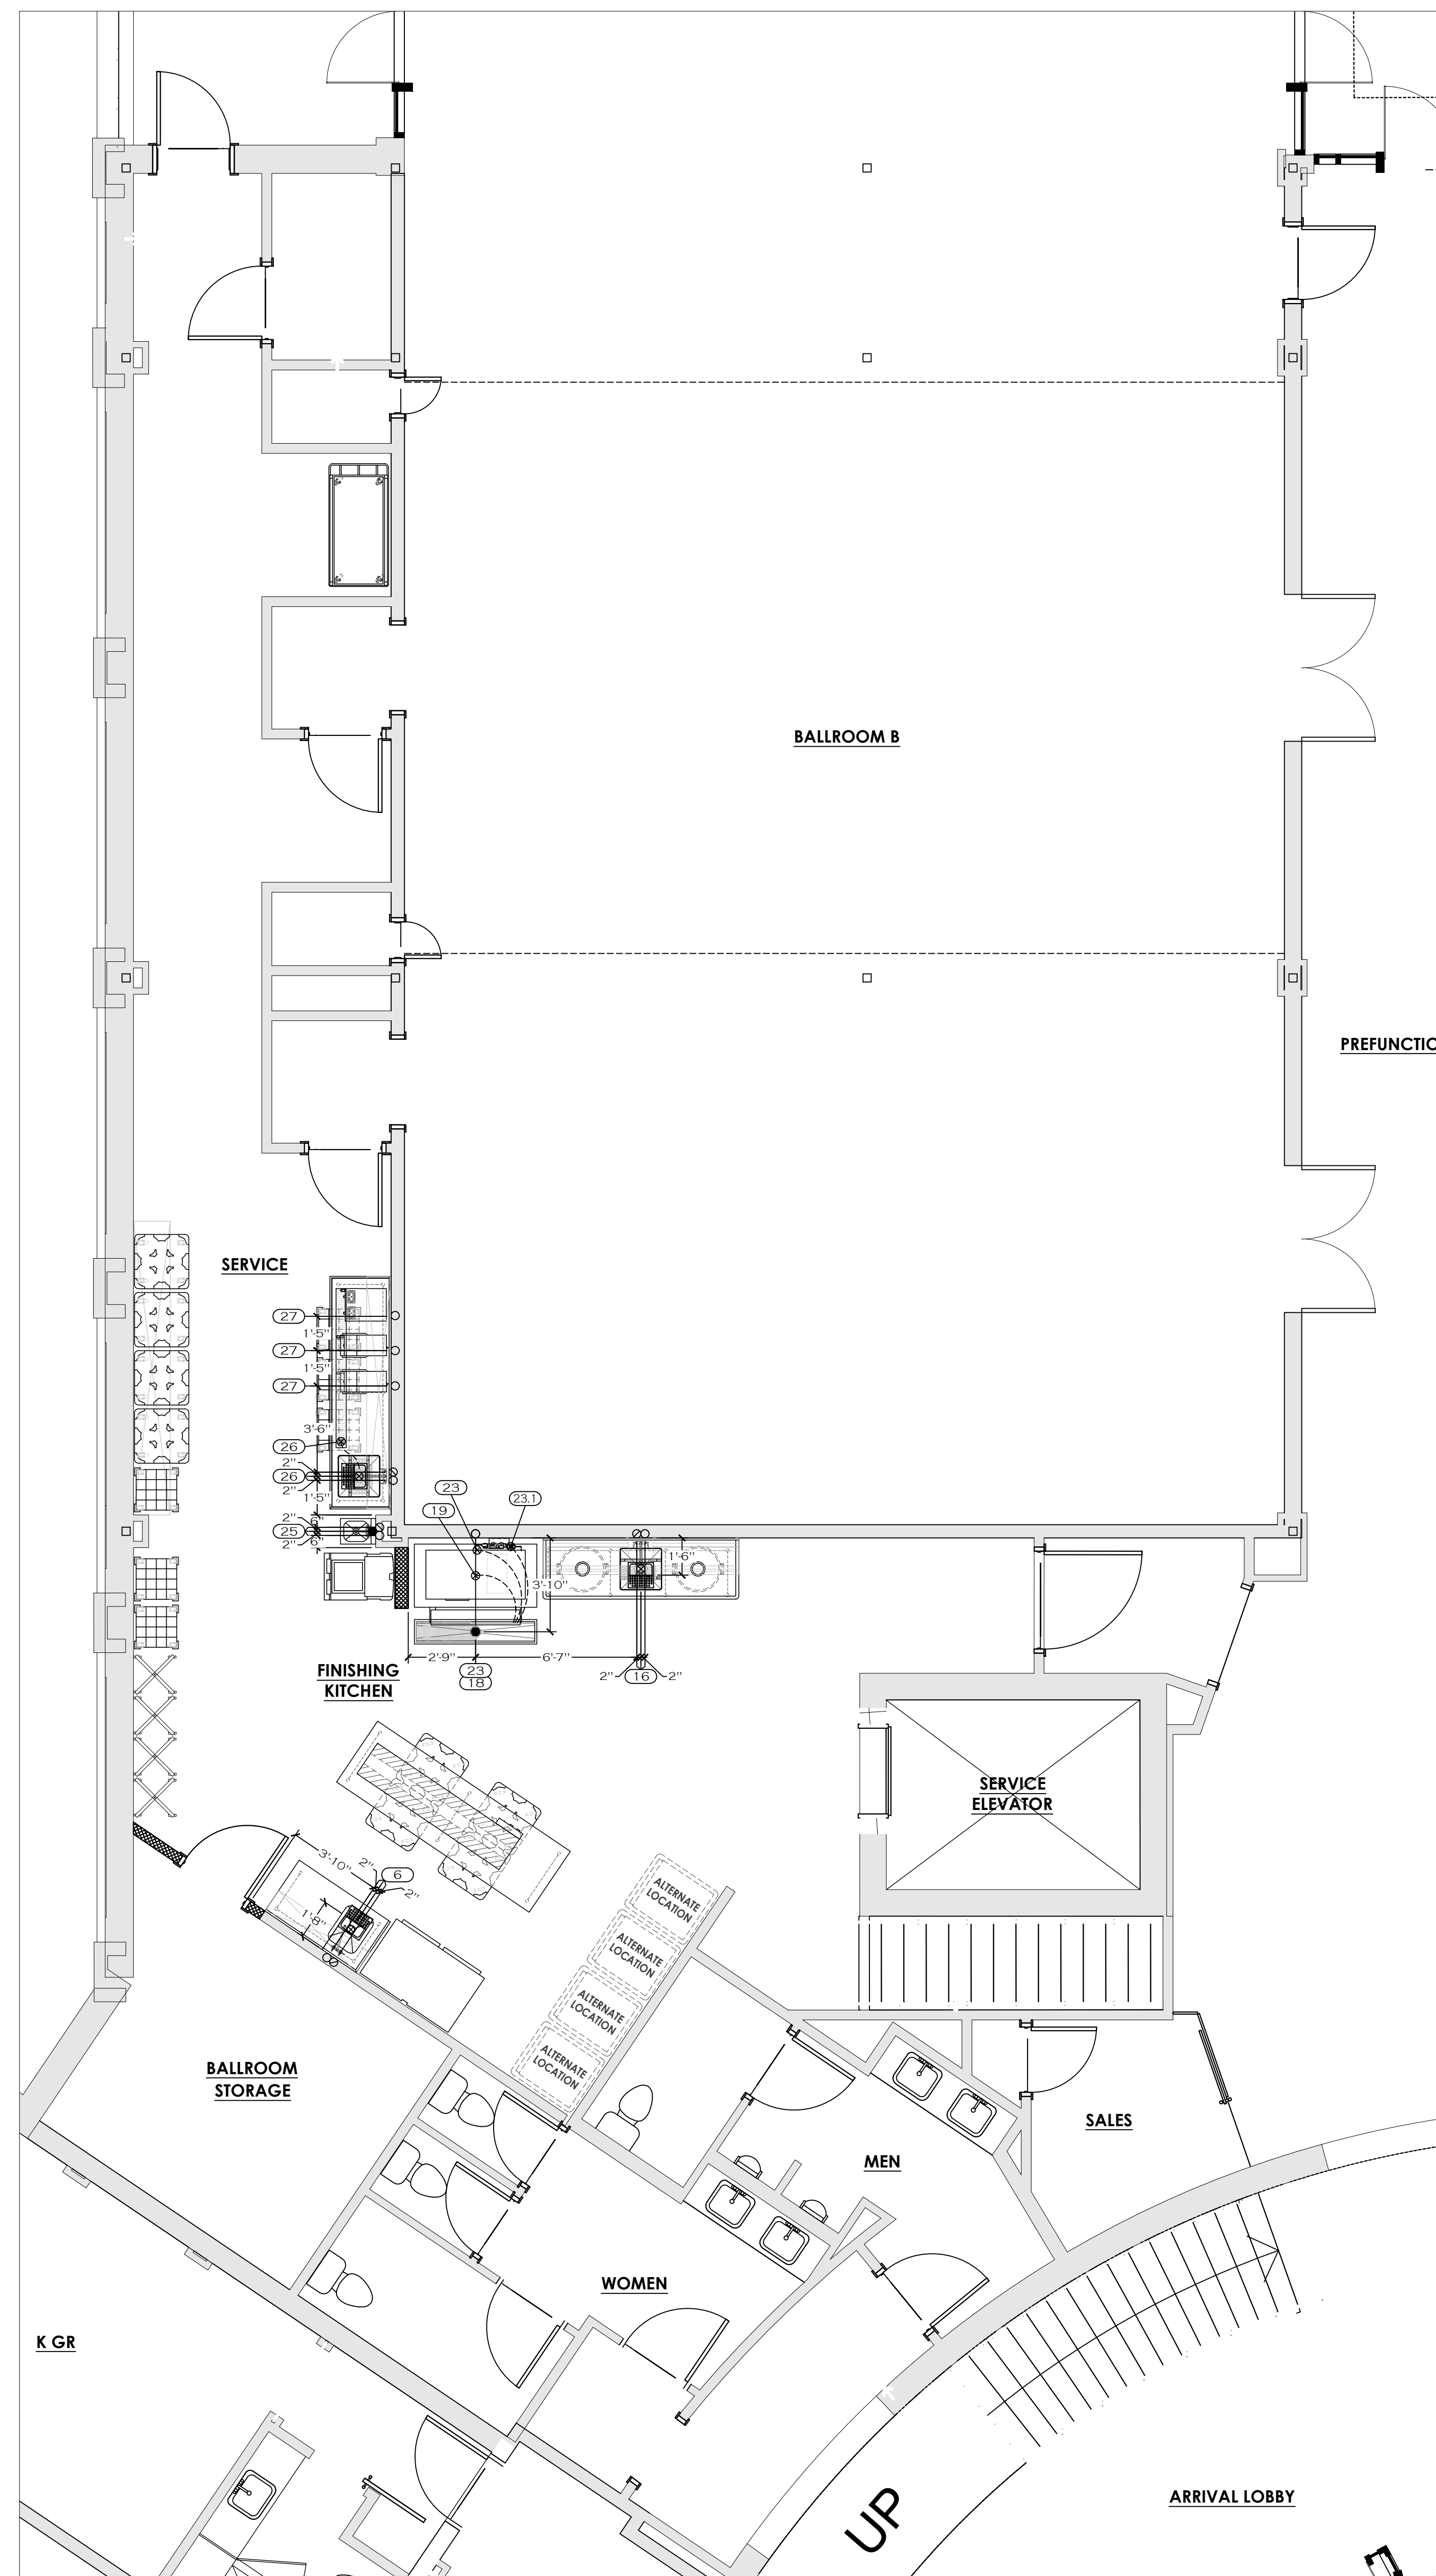 BALLROOM B
PREFUNCTIO
SERVICE
27
1'-5"
27
1'-5"
27
3'-6"
26
2"
26
2"
1'-5"
2"
25
2"
6"
23
19
23.1
1'-6"
3'-10"
2'-9"
6'-7"
23
18
2"
16
2"
FINISHING
KITCHEN
SERVICE
ELEVATOR
3'-10"
2"
6
2"
1'-8"
ALTERNATE
LOCATION
ALTERNATE
LOCATION
ALTERNATE
LOCATION
ALTERNATE
LOCATION
BALLROOM
STORAGE
SALES
MEN
WOMEN
K GR
UP
ARRIVAL LOBBY